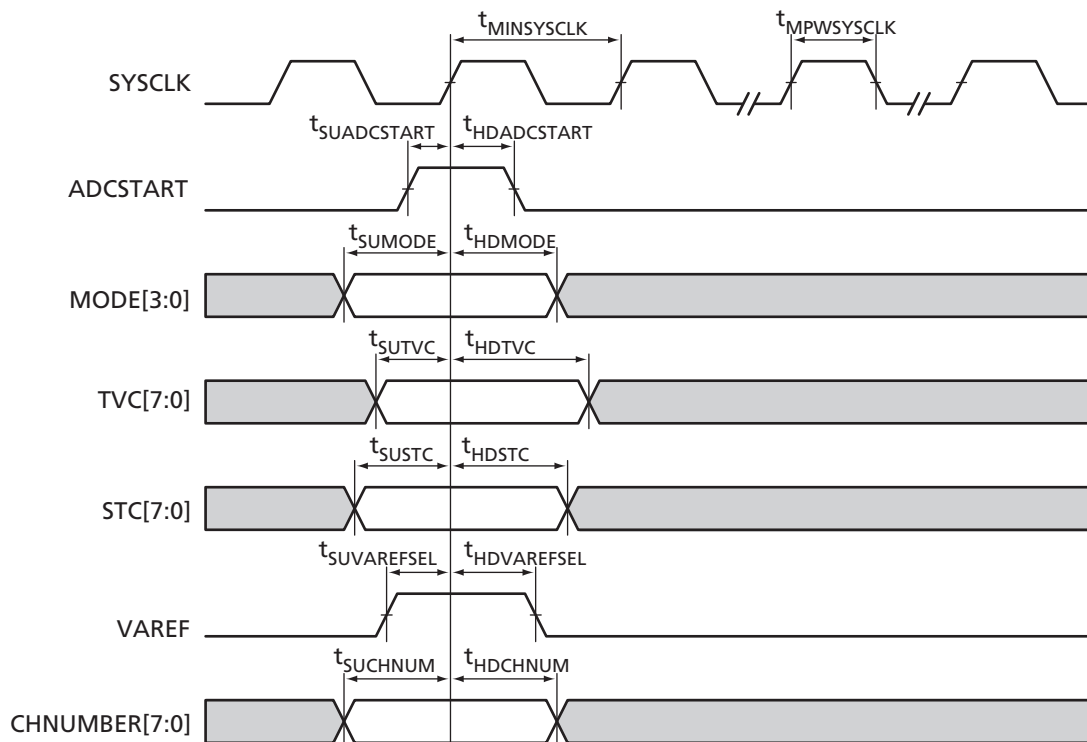 tMINSYSCLK
tMPWSYSCLK
SYSCLK
tSUADCSTART
tHDADCSTART
ADCSTART
tSUMODE
tHDMODE
MODE[3:0]
tSUTVC
tHDTVC
TVC[7:0]
tSUSTC
tHDSTC
STC[7:0]
tSUVAREFSEL
tHDVAREFSEL
VAREF
tSUCHNUM
tHDCHNUM
CHNUMBER[7:0]